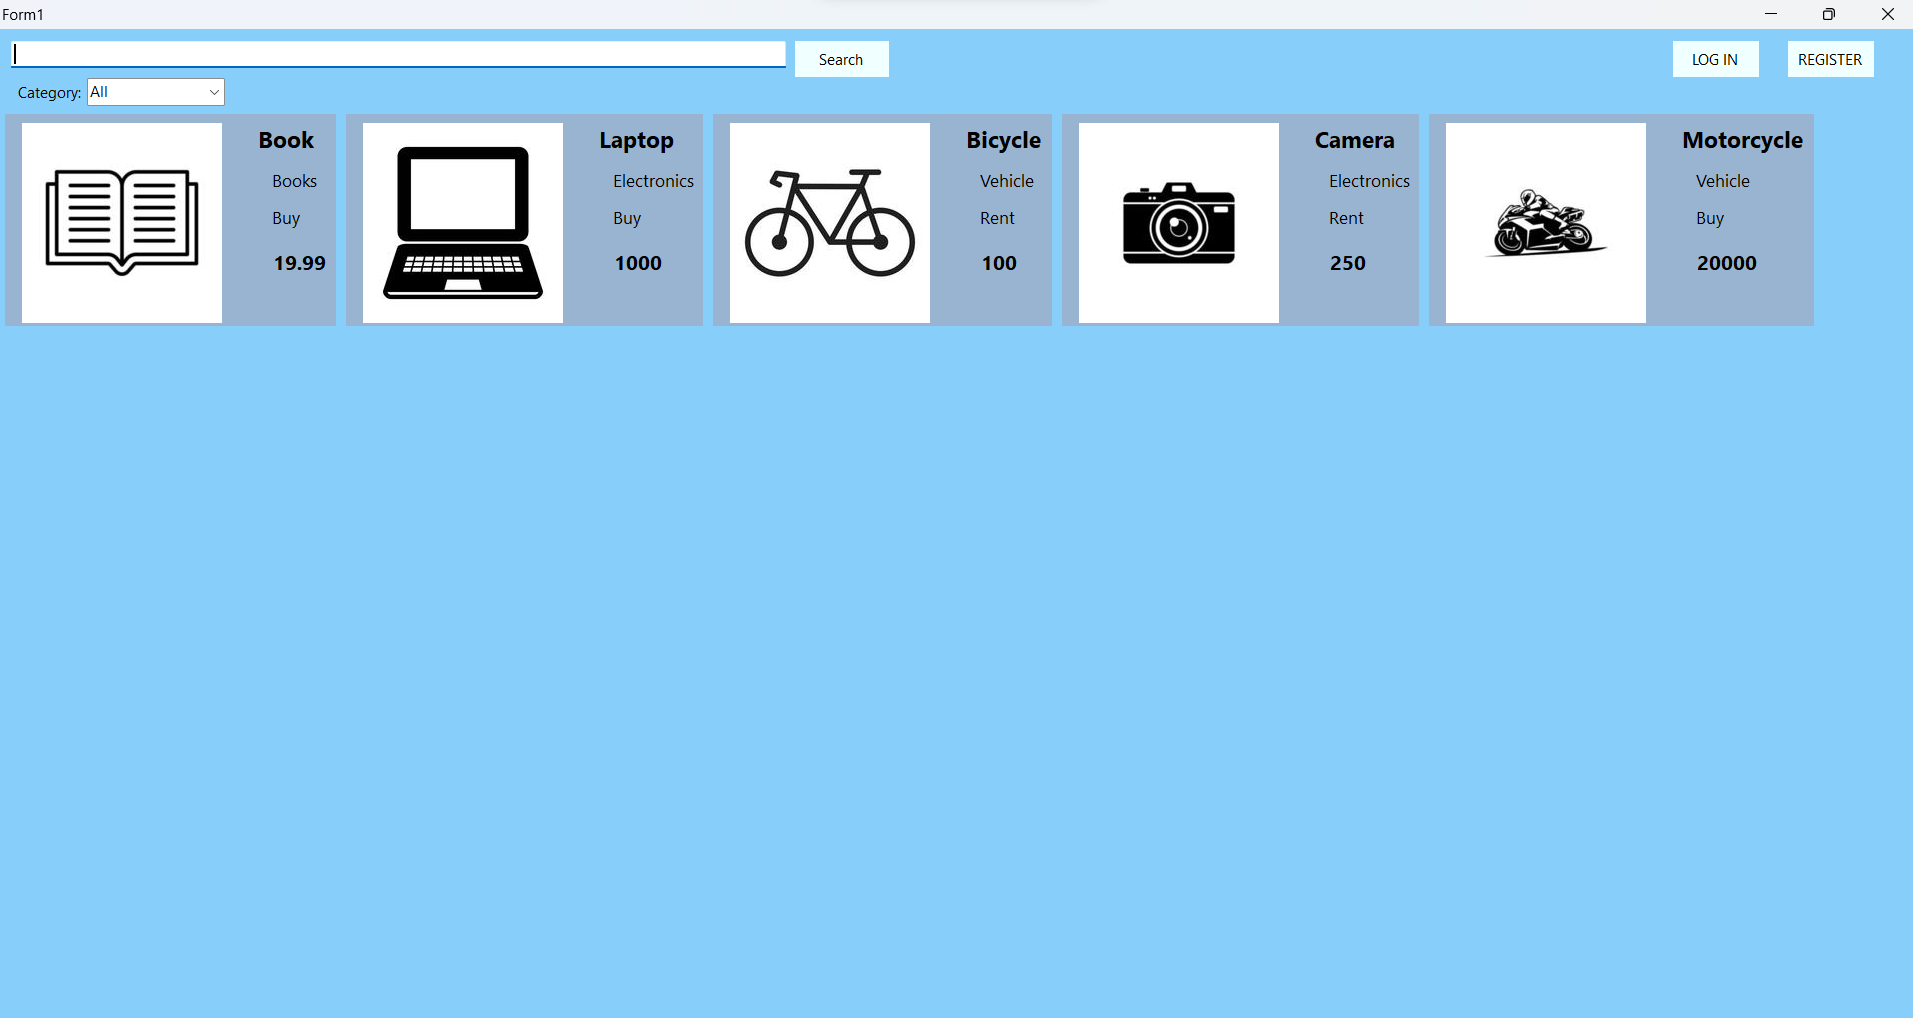 Form1
Search
LOG IN
REGISTER
Category: All
Book
Books
Buy
19.99
Laptop
Electronics
Buy
1000
Bicycle
Vehicle
Rent
100
Camera
Electronics
Rent
250
Motorcycle
Vehicle
Buy
20000